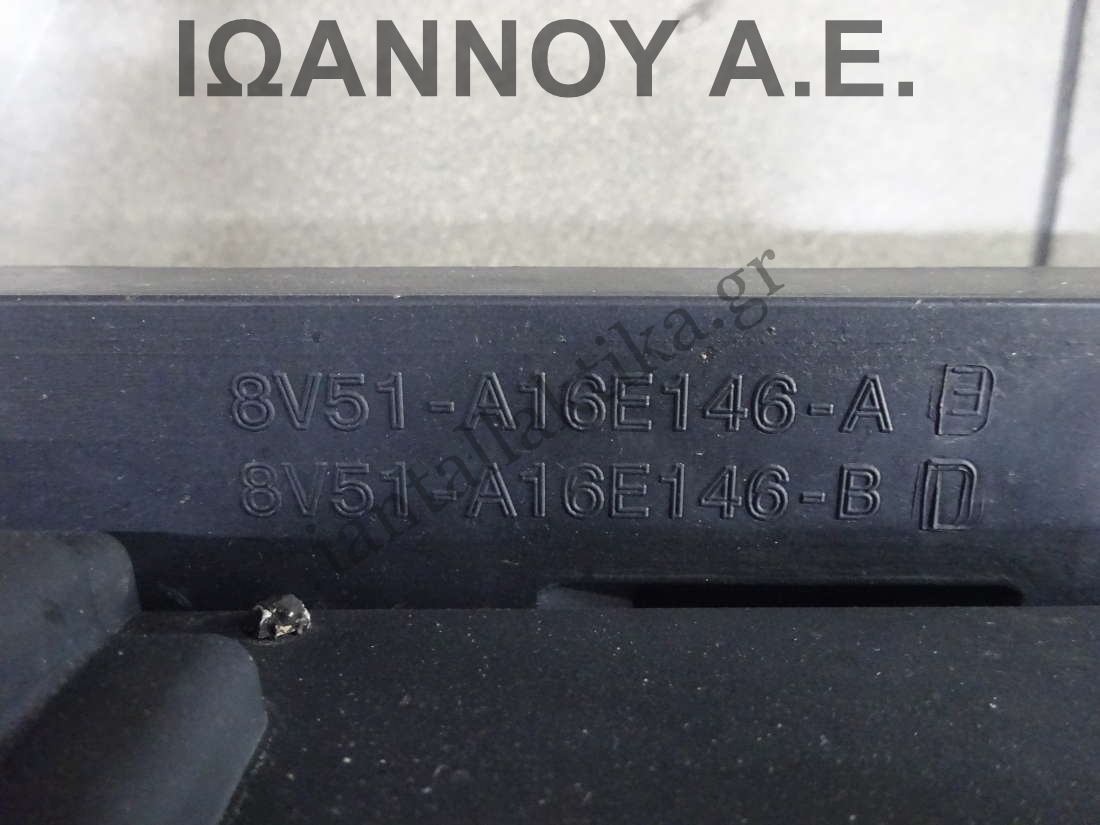 ΙΩΑΝΝΟΥ Α.Ε.
iantallaktika.gr
8V51-A16E146-A E
8V51-A16E146-B D